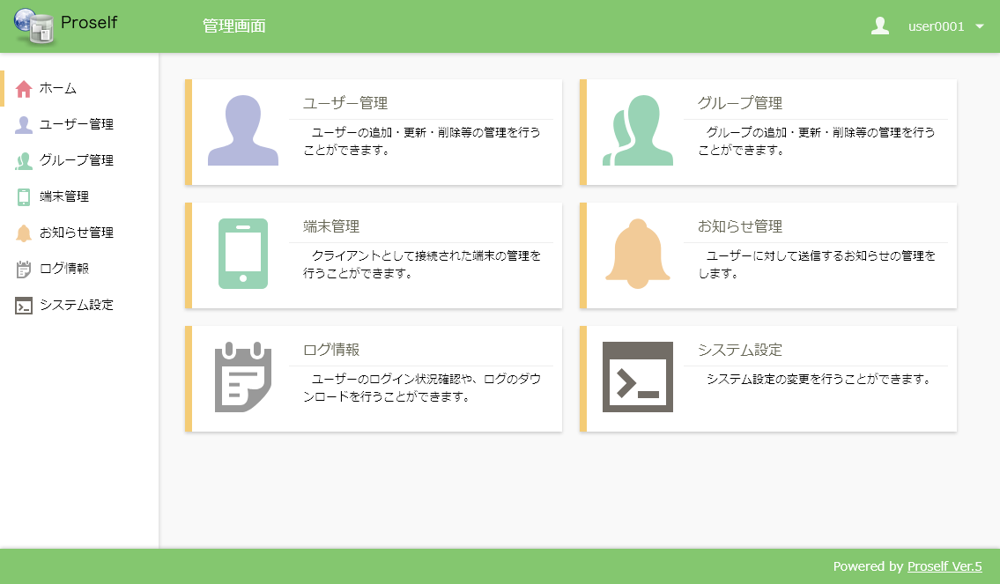 Proself
管理画面
user0001
ホーム
ユーザー管理
グループ管理
端末管理
お知らせ管理
ログ情報
システム設定
ユーザー管理
ユーザーの追加・更新・削除等の管理を行う
ことができます。
グループ管理
グループの追加・更新・削除等の管理を行う
ことができます。
端末管理
クライアントとして接続された端末の管理を
行うことができます。
お知らせ管理
ユーザーに対して送信するお知らせの管理を
します。
ログ情報
ユーザーのログイン状況確認や、ログのダウ
ンロードを行うことができます。
システム設定
システム設定の変更を行うことができます。
Powered by Proself Ver.5